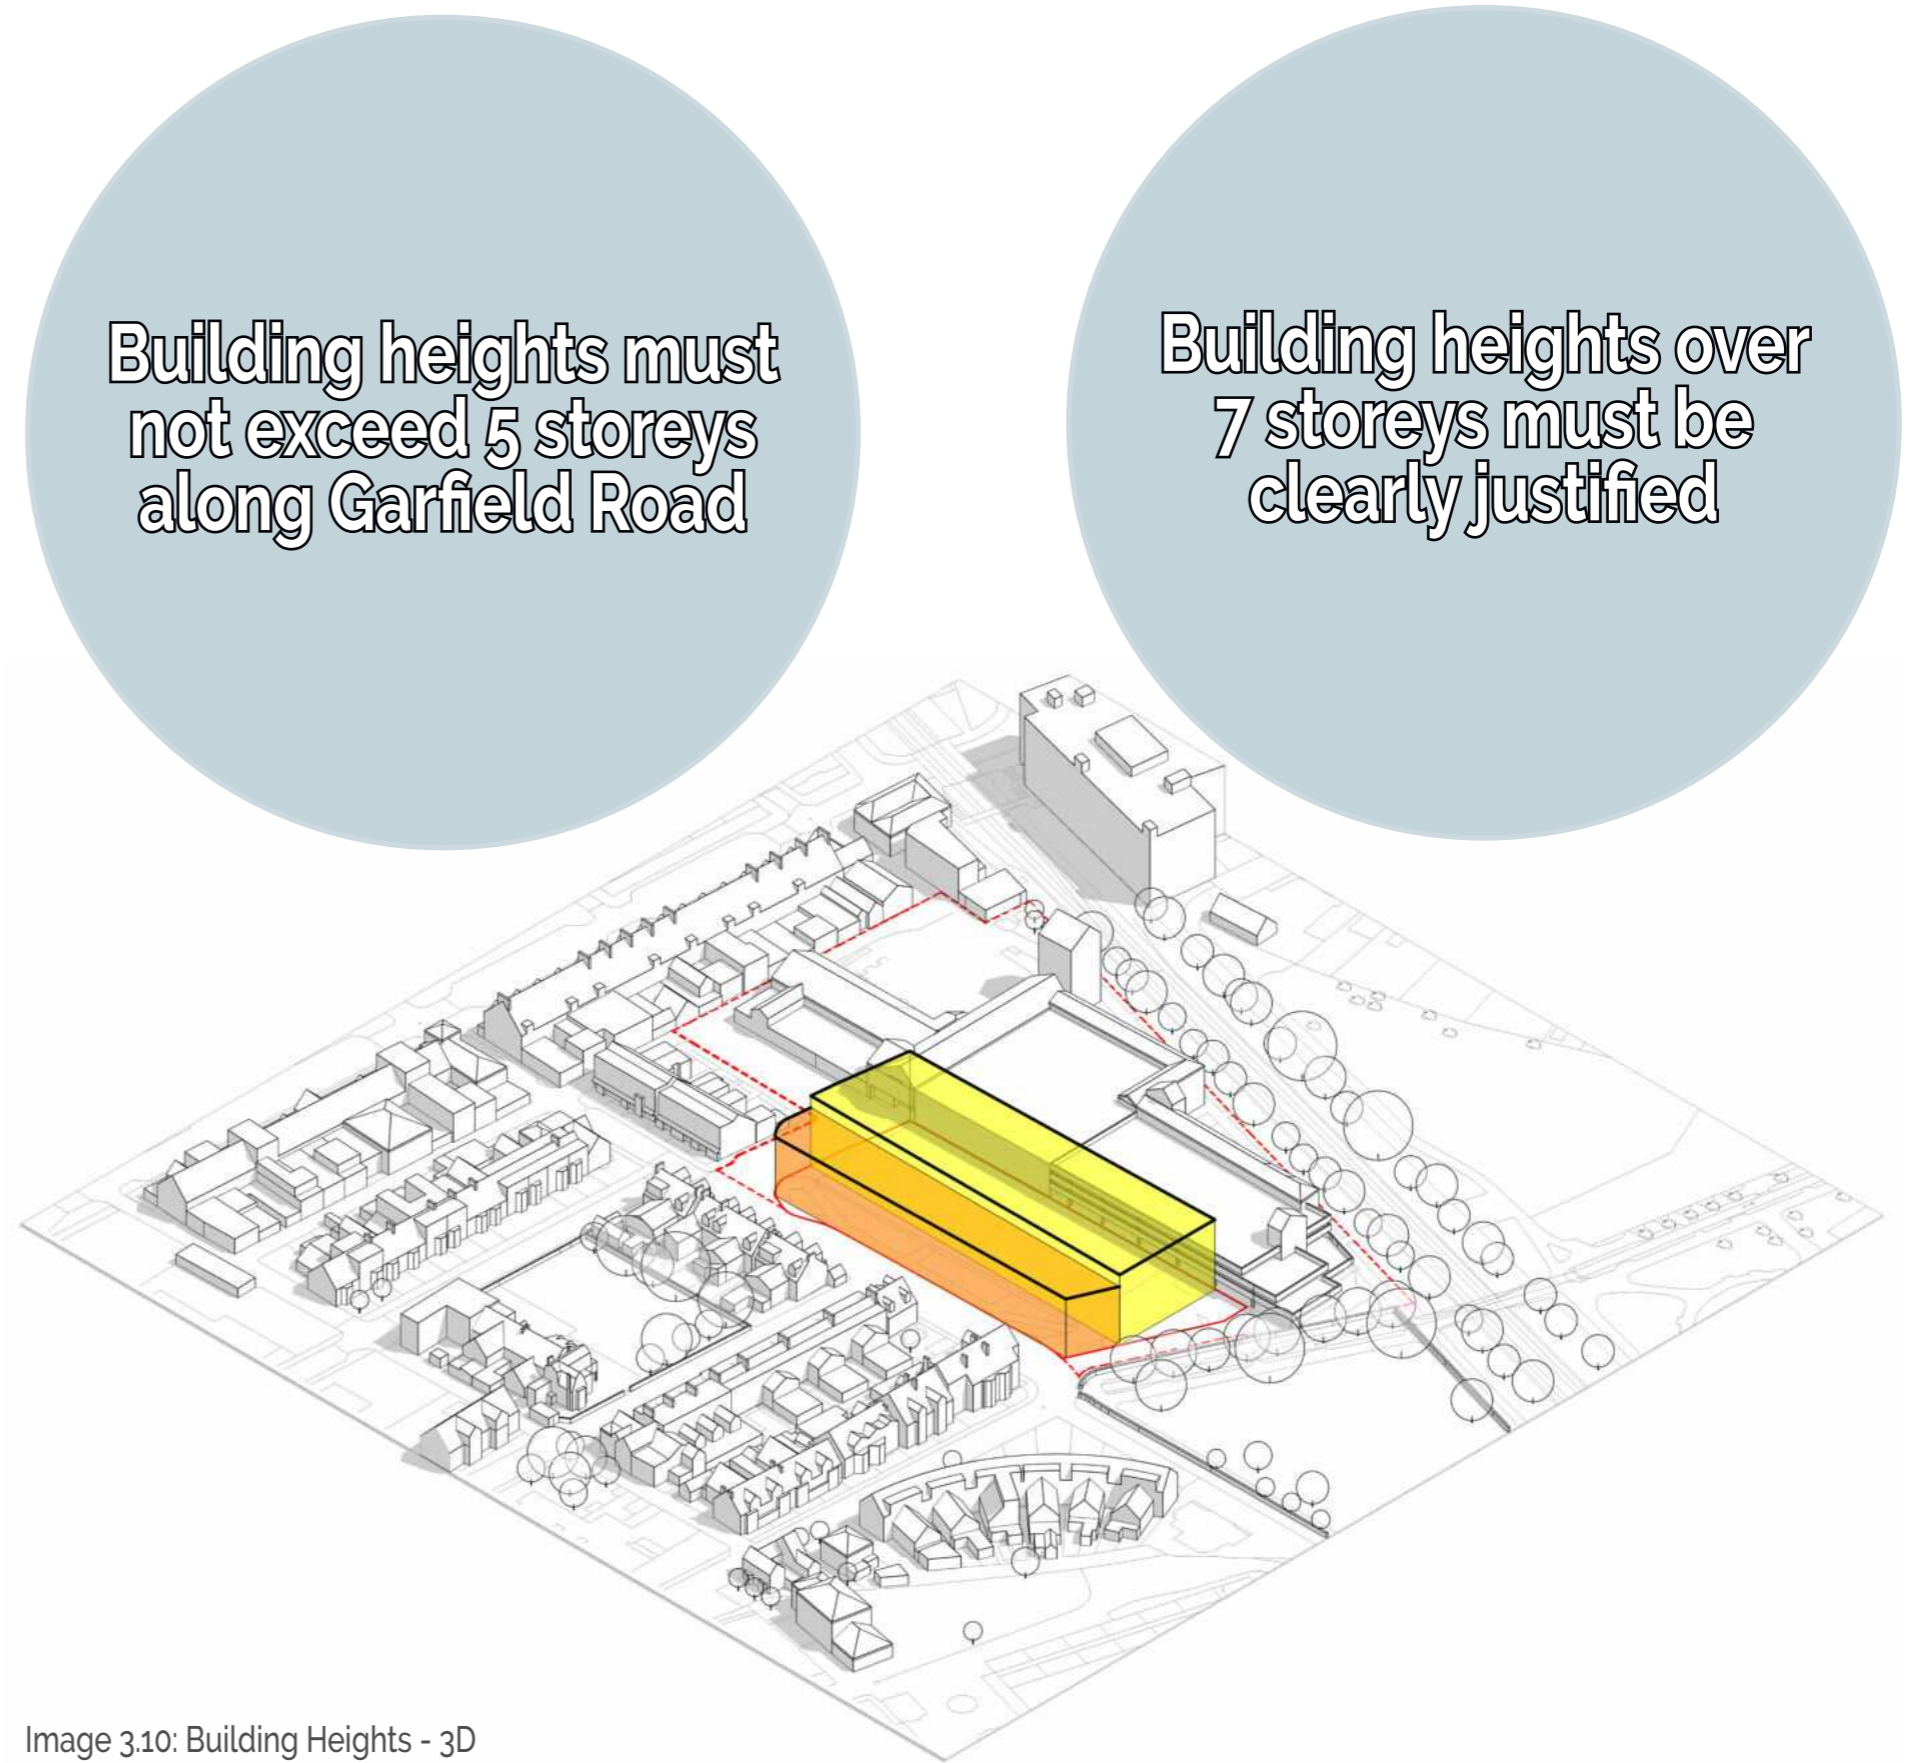 Building heights must
not exceed 5 storeys
along Garfield Road
Building heights over
7 storeys must be
clearly justified
Image 3.10: Building Heights - 3D